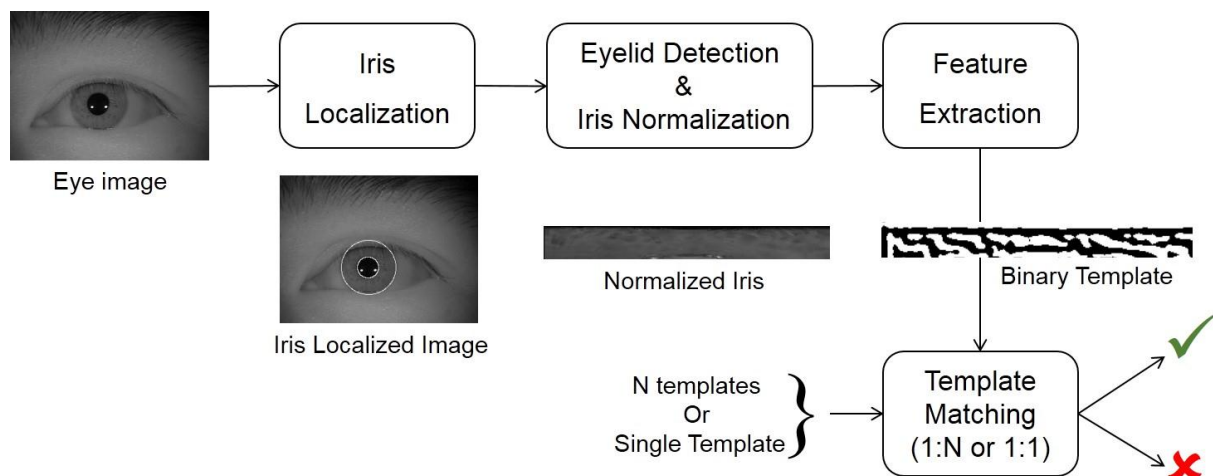 Iris
Localization
Eyelid Detection
&
Iris Normalization
Feature
Extraction
Eye image
Normalized Iris
Binary Template
Iris Localized Image
N templates
Or
Single Template
Template
Matching
(1:N or 1:1)